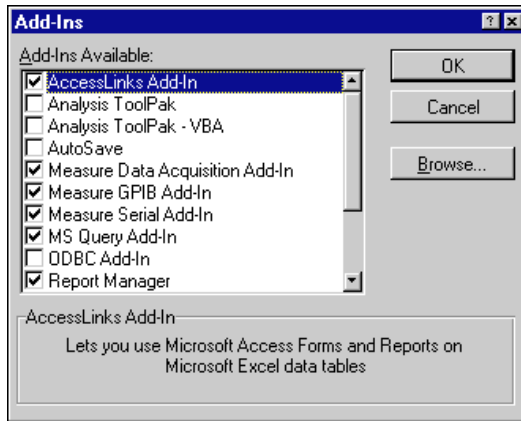 Add-Ins
Add-Ins Available:
AccessLinks Add-In
Analysis ToolPak
Analysis ToolPak - VBA
AutoSave
Measure Data Acquisition Add-In
Measure GPIB Add-In
Measure Serial Add-In
MS Query Add-In
ODBC Add-In
Report Manager
OK
Cancel
Browse...
AccessLinks Add-In
Lets you use Microsoft Access Forms and Reports on
Microsoft Excel data tables